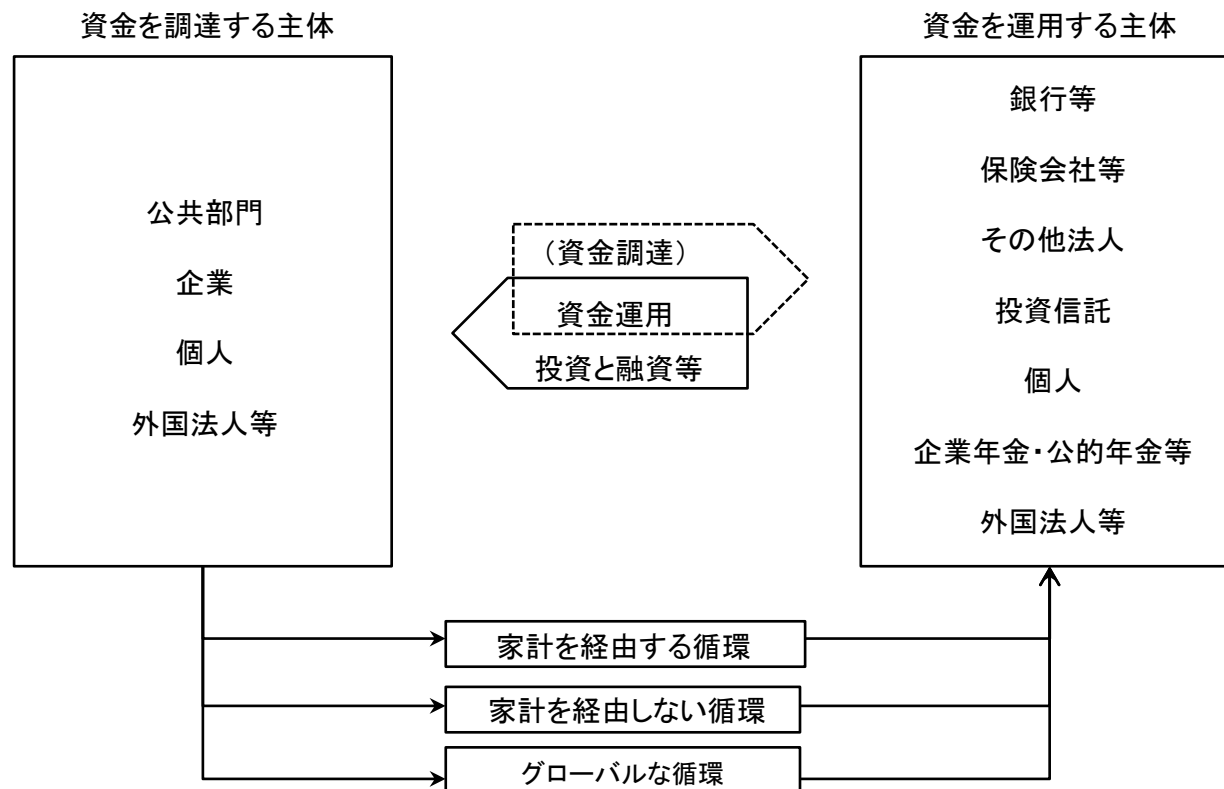 資金を調達する主体
公共部門
企業
個人
外国法人等
(資金調達)
資金運用
投資と融資等
資金を運用する主体
銀行等
保険会社等
その他法人
投資信託
個人
企業年金・公的年金等
外国法人等
家計を経由する循環
家計を経由しない循環
グローバルな循環